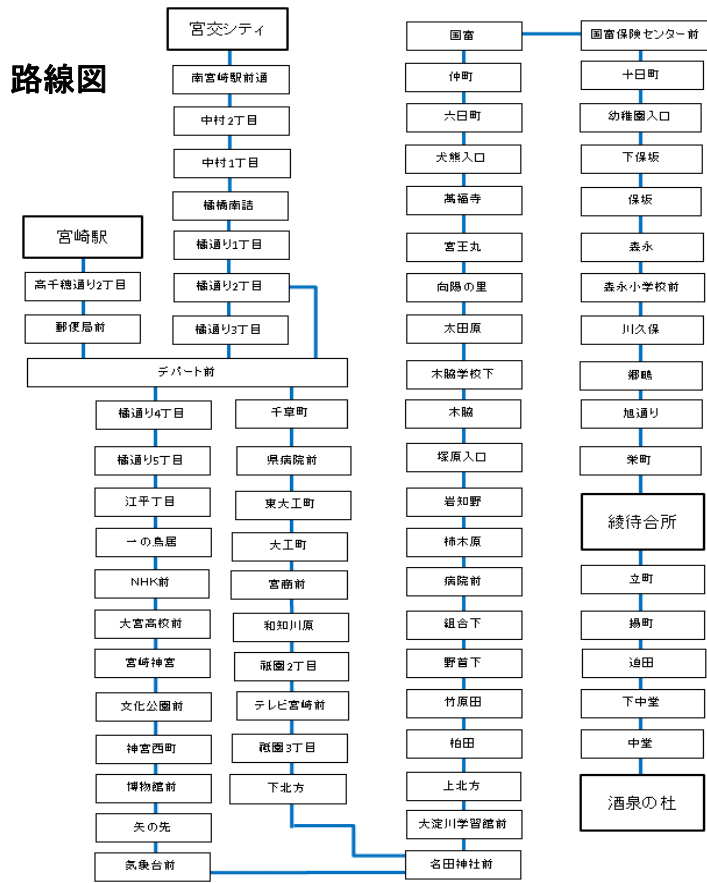 路線図
宮交シティ
南宮崎駅前通
中村2丁目
中村1丁目
橘橋南詰
橘通り1丁目
橘通り2丁目
橘通り3丁目
宮崎駅
高千穂通り2丁目
郵便局前
デパート前
橘通り4丁目
橘通り5丁目
江平丁目
一の鳥居
NHK前
大宮高校前
宮崎神宮
文化公園前
神宮西町
博物館前
矢の先
気象台前
千草町
県病院前
東大工町
大工町
宮商前
和知川原
祗園2丁目
テレビ宮崎前
祗園3丁目
下北方
国富
仲町
六日町
犬熊入口
萬福寺
宮王丸
向陽の里
太田原
木脇学校下
木脇
塚原入口
岩知野
柿木原
病院前
組合下
野首下
竹原田
柏田
上北方
大淀川学習館前
名田神社前
国富保険センター前
十日町
幼稚園入口
下保坂
保坂
森永
森永小学校前
川久保
郷鴫
旭通り
栄町
綾待合所
立町
揚町
迫田
下中堂
中堂
酒泉の杜